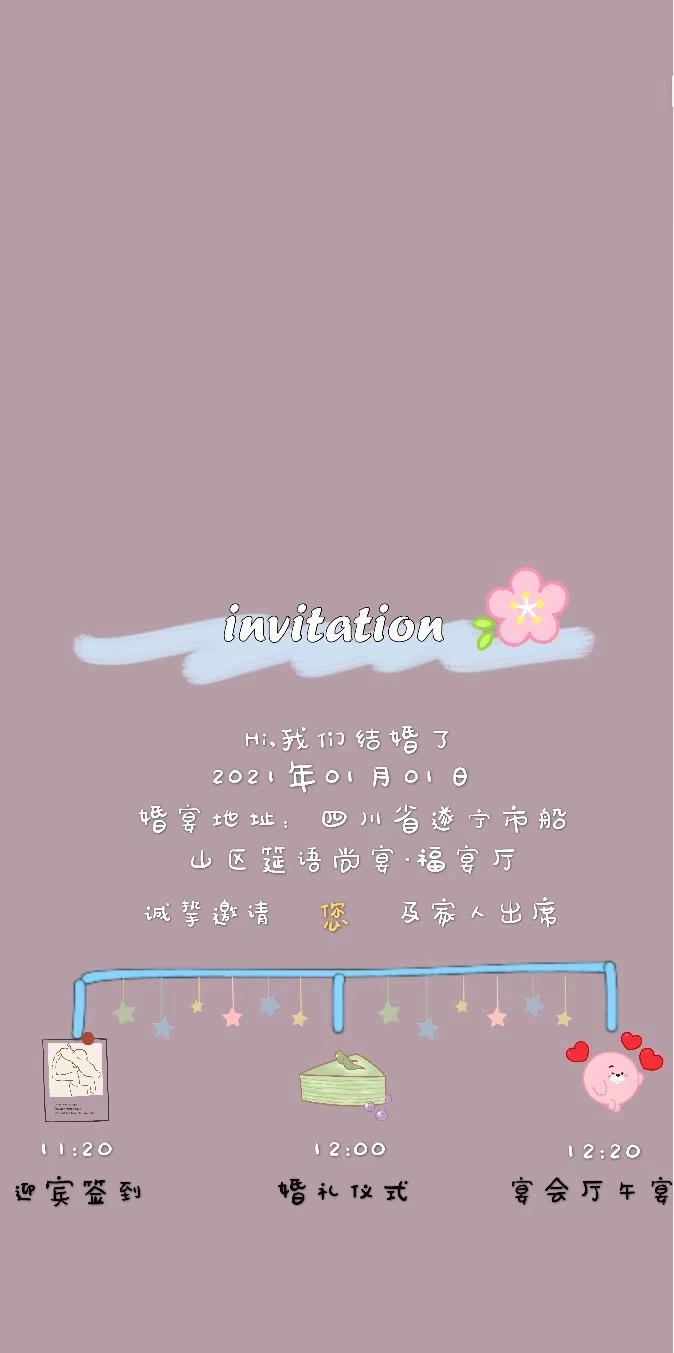 invitation
Hi,我们结婚了
2021年01月01日
婚宴地址：四川省遂宁市船
山区筵语尚宴·福宴厅
诚挚邀请 您 及家人出席
11:20 12:00 12:20
迎宾签到 婚礼仪式 宴会厅午宴